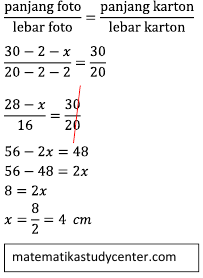 panjang foto / lebar foto = panjang karton / lebar karton
30 − 2 − x / 20 − 2 − 2 = 30 / 20
28 − x / 16 = 30 / 20
56 − 2x = 48
56 − 48 = 2x
8 = 2x
x = 8 / 2 = 4 cm
matematikastudycenter.com